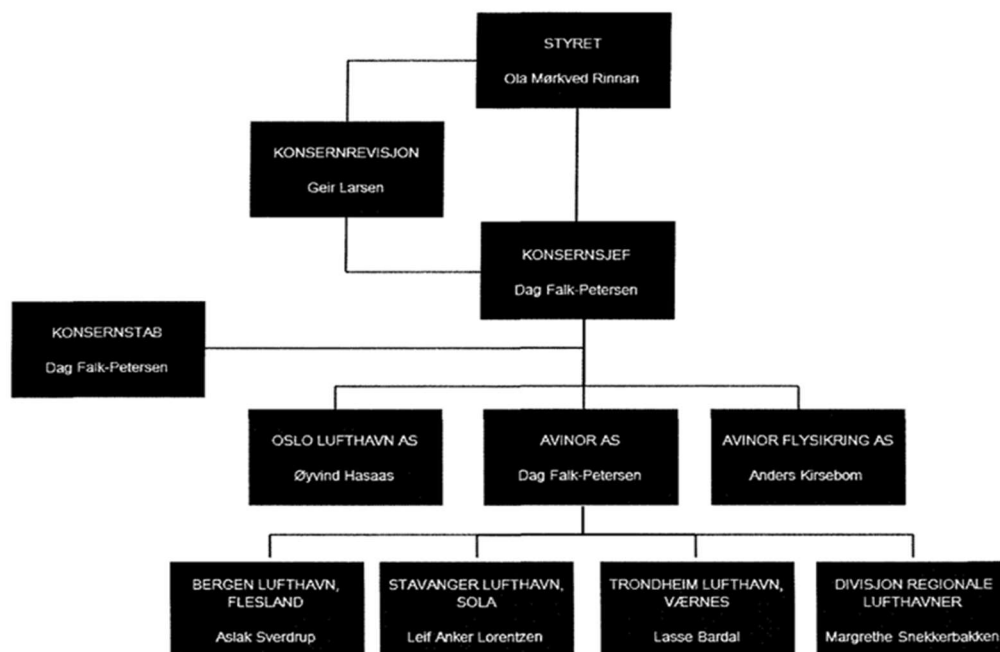 STYRET
Ola Mørkved Rinnan
KONSERNREVISJON
Geir Larsen
KONSERNSJEF
Dag Falk-Petersen
KONSERNSTAB
Dag Falk-Petersen
OSLO LUFTHAVN AS
Øyvind Hasaas
AVINOR AS
Dag Falk-Petersen
AVINOR FLYSIKRING AS
Anders Kirsebom
BERGEN LUFTHAVN,
FLESLAND
Aslak Sverdrup
STAVANGER LUFTHAVN,
SOLA
Leif Anker Lorentzen
TRONDHEIM LUFTHAVN,
VÆRNES
Lasse Bardal
DIVISJON REGIONALE
LUFTHAVNER
Margrethe Snekkerbakken